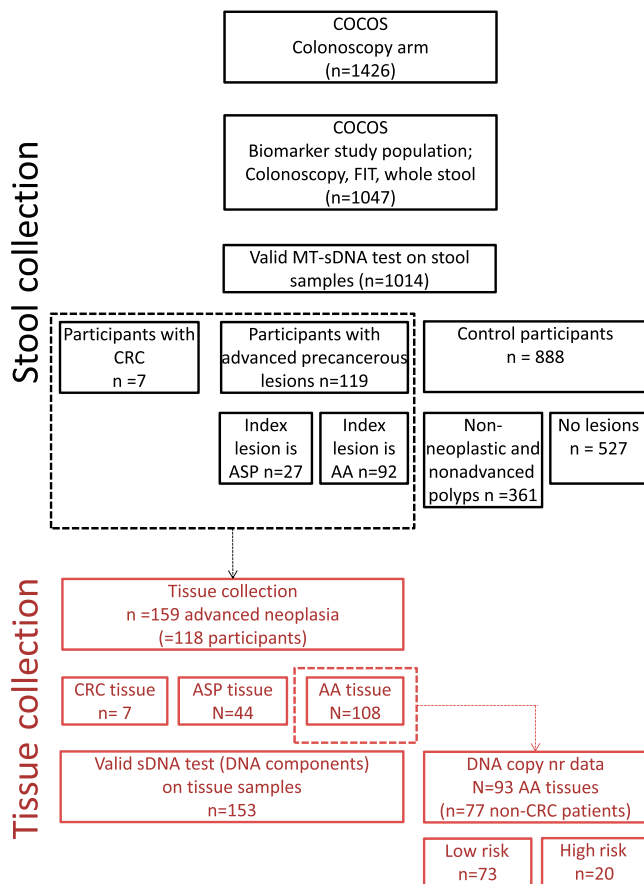 Stool collection
COCOS
Colonoscopy arm
(n=1426)
COCOS
Biomarker study population;
Colonoscopy, FIT, whole stool
(n=1047)
Valid MT-sDNA test on stool
samples (n=1014)
Participants with
CRC
n =7
Participants with
advanced precancerous
lesions n=119
Control participants
n = 888
Index
lesion is
ASP n=27
Index
lesion is
AA n=92
Non-
neoplastic and
nonadvanced
polyps n =361
No lesions
n = 527
Tissue collection
Tissue collection
n =159 advanced neoplasia
(=118 participants)
CRC tissue
n= 7
ASP tissue
N=44
AA tissue
N=108
Valid sDNA test (DNA components)
on tissue samples
n=153
DNA copy nr data
N=93 AA tissues
(n=77 non-CRC patients)
Low risk
n=73
High risk
n=20